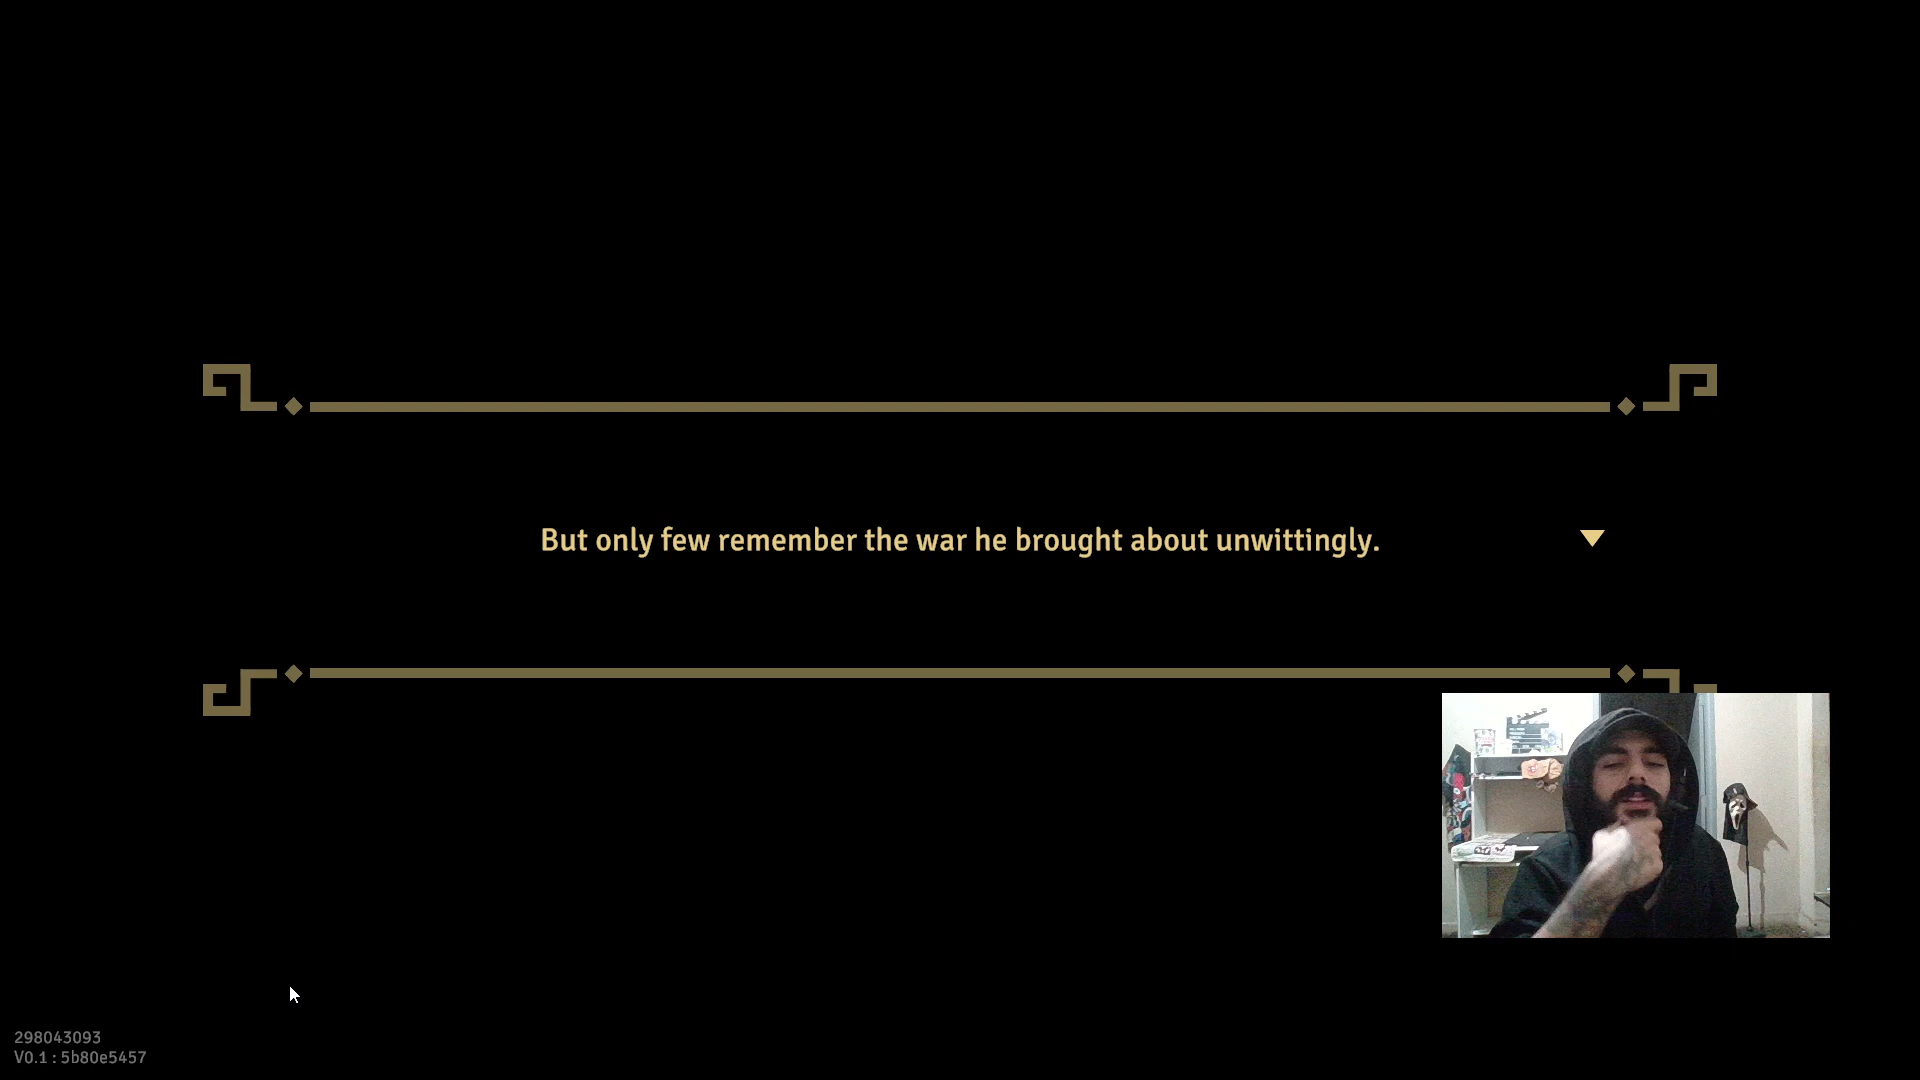 But only few remember the war he brought about unwittingly.
298043093
V0.1 : 5b80e5457